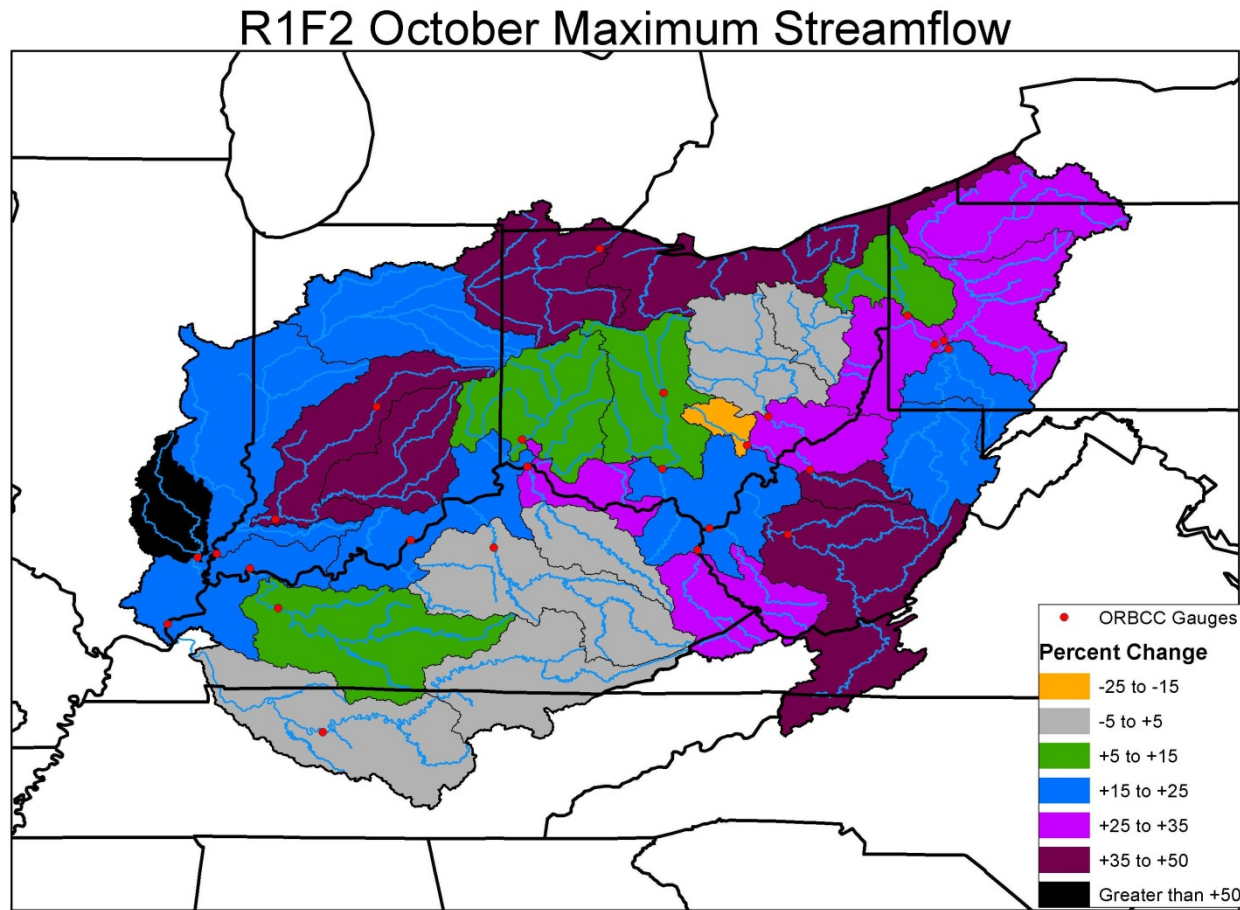 R1F2 October Maximum Streamflow
ORBCC Gauges
Percent Change
-25 to -15
-5 to +5
+5 to +15
+15 to +25
+25 to +35
+35 to +50
Greater than +50